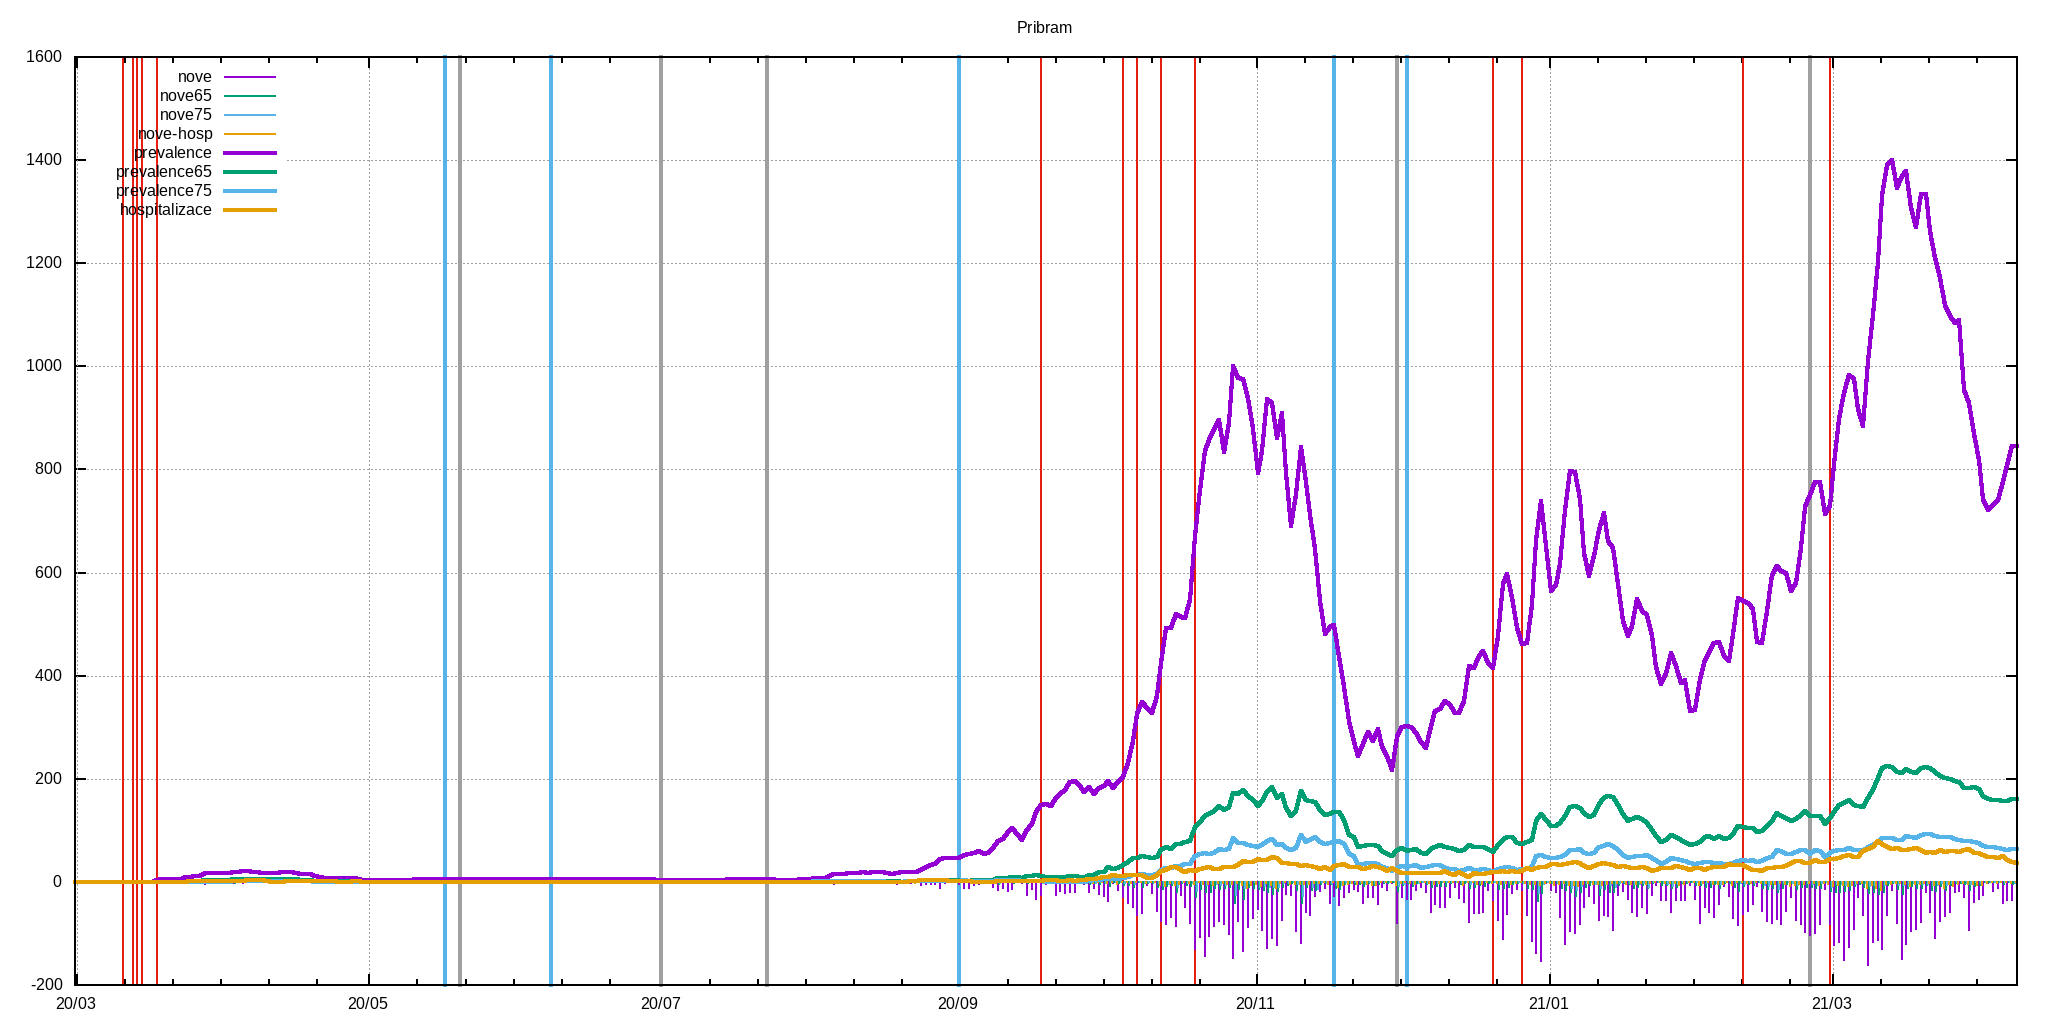 Pribram
1600
1400
1200
1000
800
600
400
200
0
-200
nove
nove65
nove75
nove-hosp
prevalence
prevalence65
prevalence75
hospitalizace
20/03 20/05 20/07 20/09 20/11 21/01 21/03